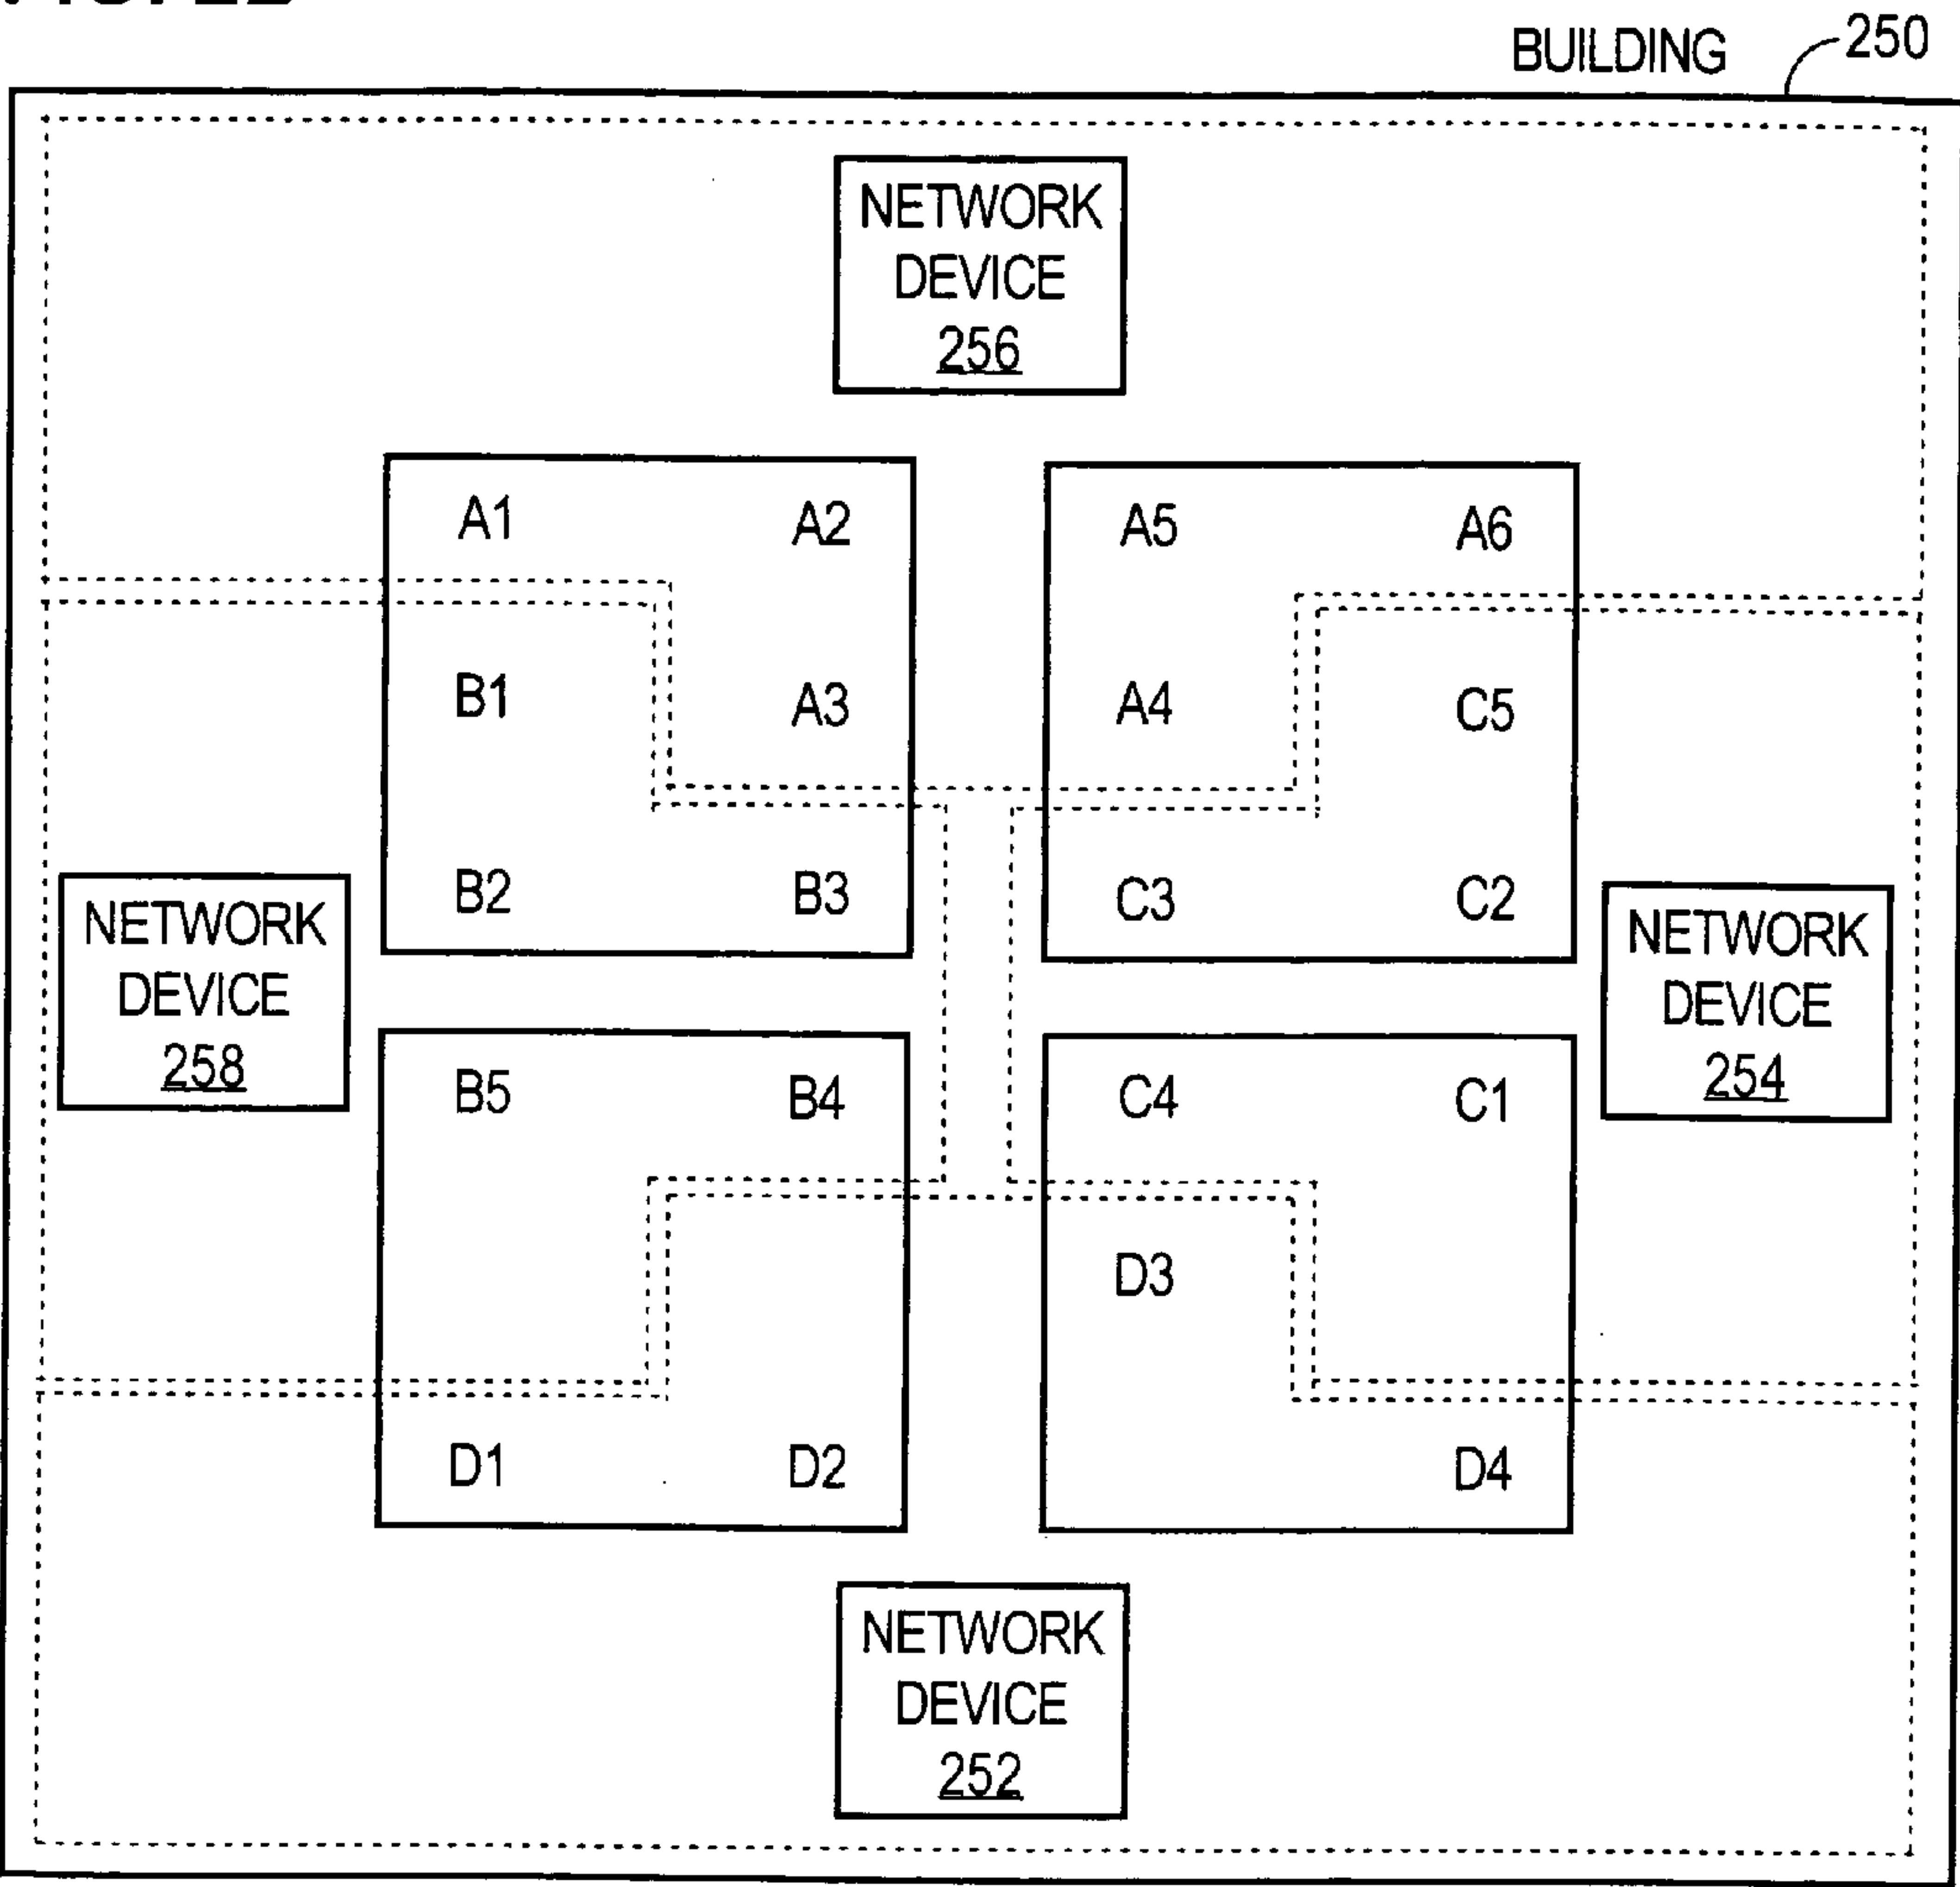 BUILDING 250
NETWORK
DEVICE
256
A1 A2 A5 A6
B1 A3 A4 C5
B2 B3 C3 C2
NETWORK
DEVICE
258
NETWORK
DEVICE
254
B5 B4 C4 C1
D3
D1 D2 D4
NETWORK
DEVICE
252